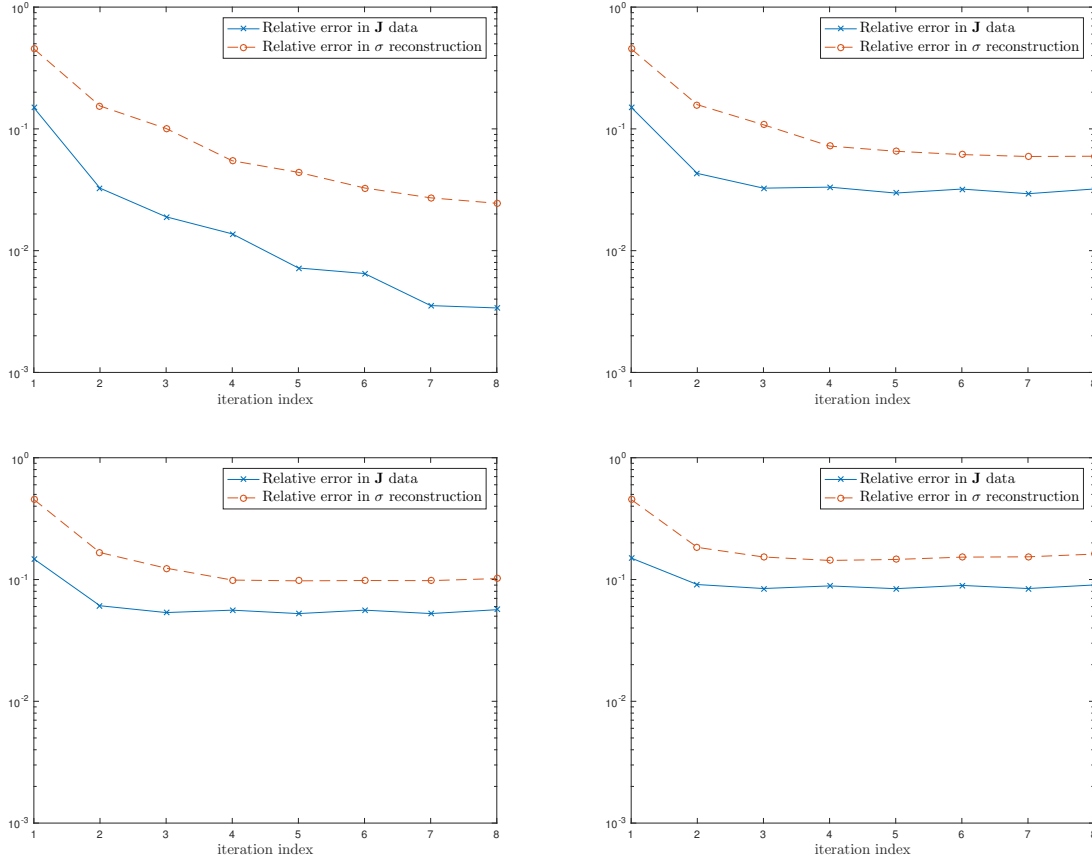 10^0
10^-1
10^-2
10^-3
1 2 3 4 5 6 7 8
iteration index
Relative error in J data
Relative error in σ reconstruction
10^0
10^-1
10^-2
10^-3
1 2 3 4 5 6 7 8
iteration index
Relative error in J data
Relative error in σ reconstruction
10^0
10^-1
10^-2
10^-3
1 2 3 4 5 6 7 8
iteration index
Relative error in J data
Relative error in σ reconstruction
10^0
10^-1
10^-2
10^-3
1 2 3 4 5 6 7 8
iteration index
Relative error in J data
Relative error in σ reconstruction